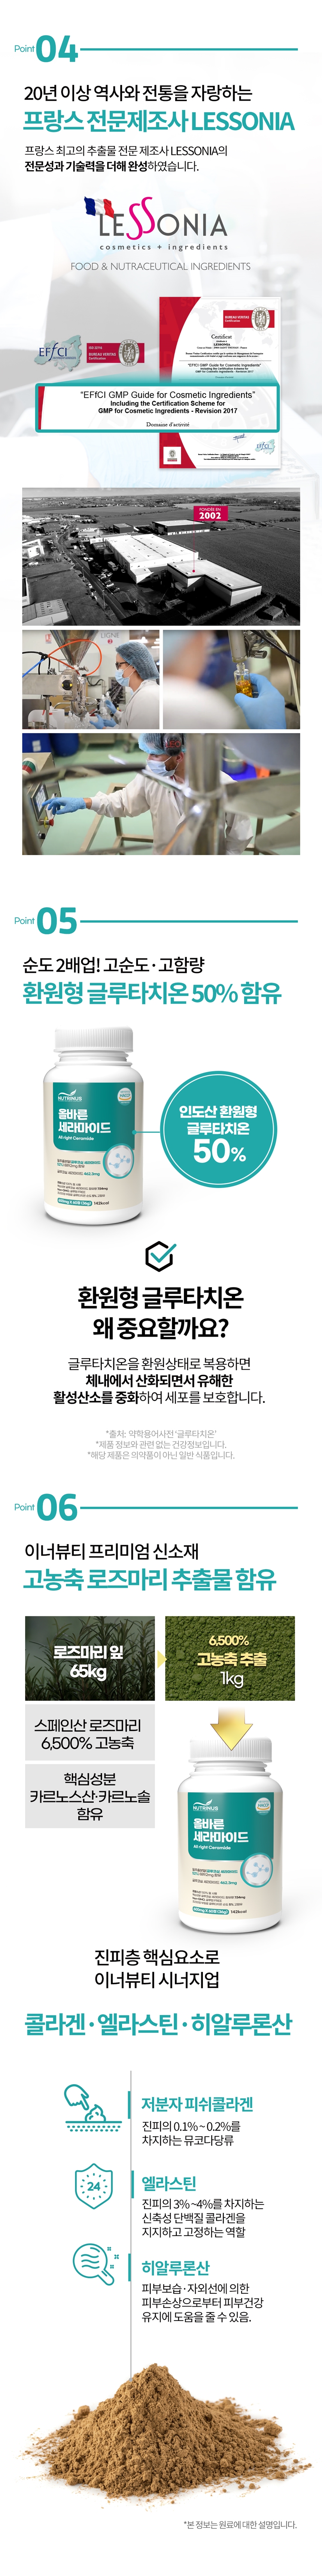 Point 04
20년 이상 역사와 전통을 자랑하는
프랑스 전문제조사 LESSONIA
프랑스 최고의 추출물 전문 제조사 LESSONIA의
전문성과 기술력을 더해 완성하였습니다.
LESSONIA
cosmetics + ingredients
FOOD & NUTRACEUTICAL INGREDIENTS
BUREAU VERITAS
Certification
Certificat
LESSONIA
EFfCI
BUREAU VERITAS
Certification
"EFfCI GMP Guide for Cosmetic Ingredients"
Including the Certification Scheme for
GMP for Cosmetic Ingredients - Revision 2017
Domaine d'activité
FONDÉE EN
2002
LIGNE
Point 05
순도 2배업! 고순도·고함량
환원형 글루타치온 50% 함유
NUTRINUS
올바른
세라마이드
All-right Ceramide
인도산 환원형
글루타치온
50%
환원형 글루타치온
왜 중요할까요?
글루타치온을 환원상태로 복용하면
체내에서 산화되면서 유해한
활성산소를 중화하여 세포를 보호합니다.
*출처: 약학용어사전 '글루타치온'
*제품 정보와 관련 없는 건강정보입니다.
*해당 제품은 의약품이 아닌 일반 식품입니다.
Point 06
이너뷰티 프리미엄 신소재
고농축 로즈마리 추출물 함유
로즈마리 잎
65kg
6,500%
고농축 추출
1kg
스페인산 로즈마리
6,500% 고농축
핵심성분
카르노스산·카르노솔
함유
NUTRINUS
올바른
세라마이드
All-right Ceramide
진피층 핵심요소로
이너뷰티 시너지업
콜라겐·엘라스틴·히알루론산
저분자 피쉬콜라겐
진피의 0.1% ~ 0.2%를
차지하는 뮤코다당류
24
엘라스틴
진피의 3% ~4%를 차지하는
신축성 단백질 콜라겐을
지지하고 고정하는 역할
히알루론산
피부보습·자외선에 의한
피부손상으로부터 피부건강
유지에 도움을 줄 수 있음.
*본 정보는 원료에 대한 설명입니다.